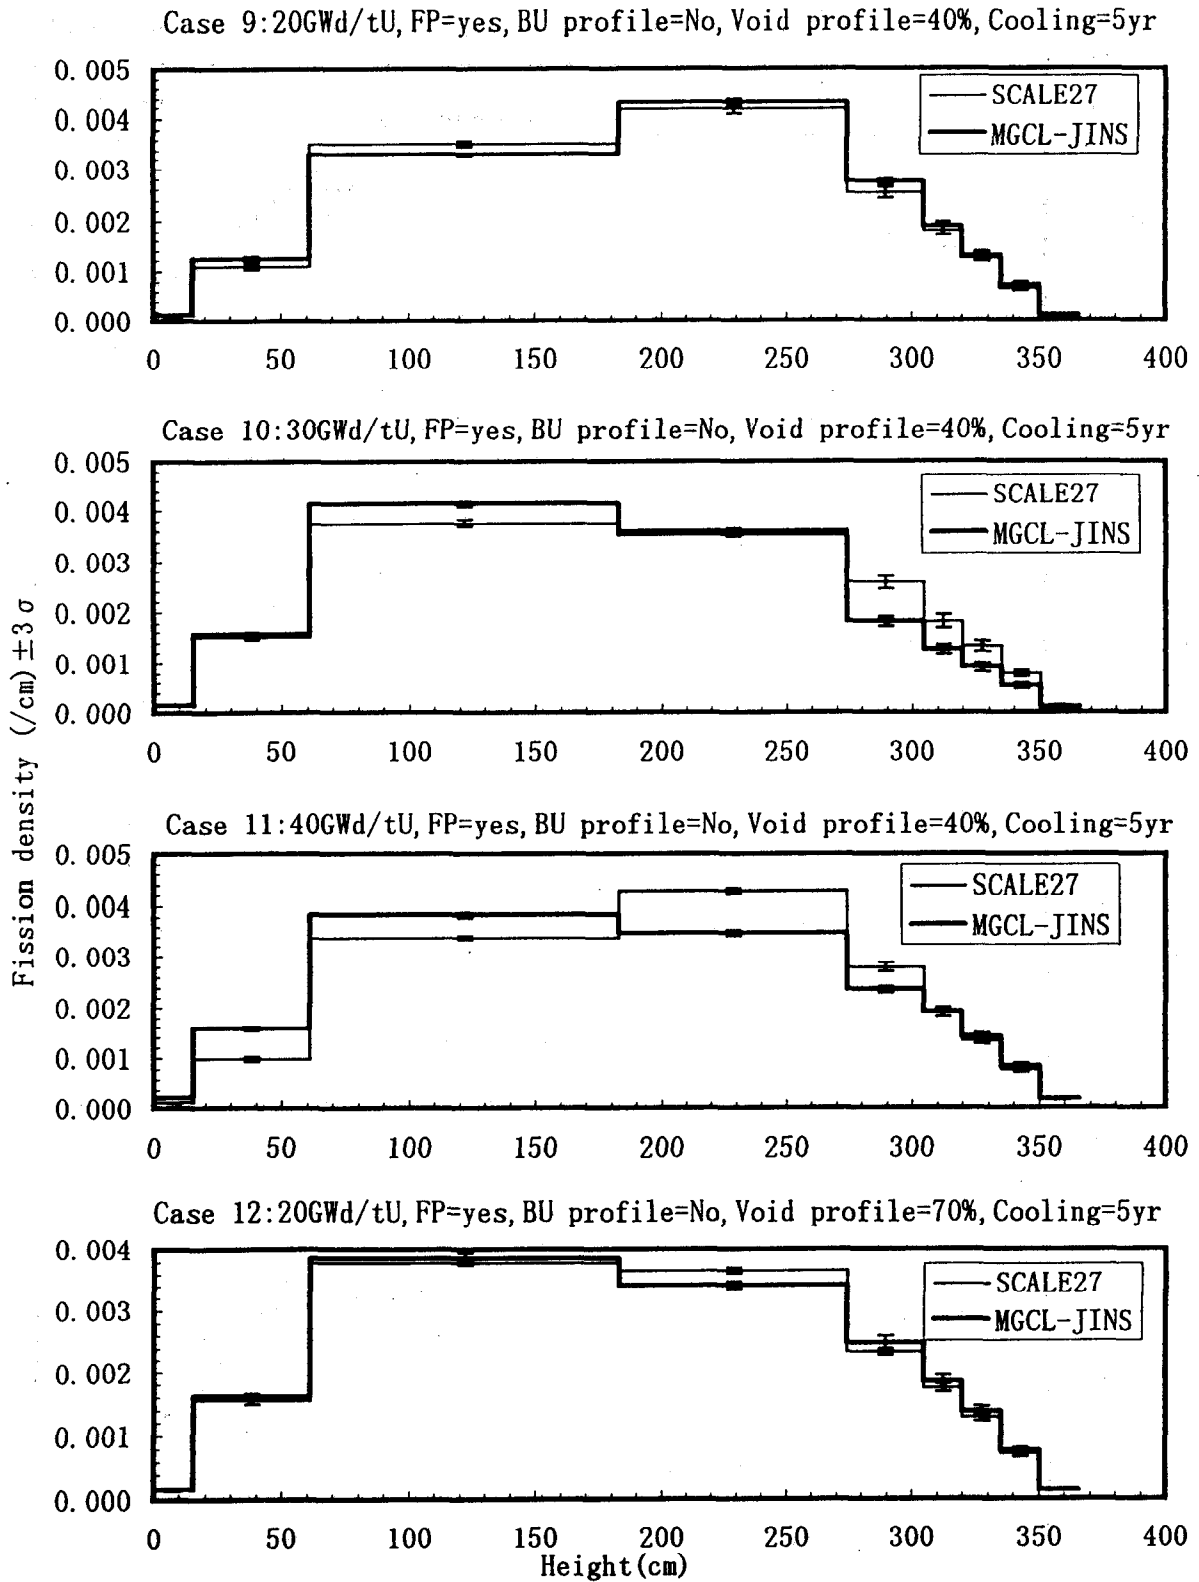 Case 9:20GWd/tU, FP=yes, BU profile=No, Void profile=40%, Cooling=5yr
0.005
0.004
0.003
0.002
0.001
0.000
SCALE27
MGCL-JINS
0 50 100 150 200 250 300 350 400
Case 10:30GWd/tU, FP=yes, BU profile=No, Void profile=40%, Cooling=5yr
0.005
0.004
0.003
0.002
0.001
0.000
SCALE27
MGCL-JINS
0 50 100 150 200 250 300 350 400
Fission density (/cm)±3σ
Case 11:40GWd/tU, FP=yes, BU profile=No, Void profile=40%, Cooling=5yr
0.005
0.004
0.003
0.002
0.001
0.000
SCALE27
MGCL-JINS
0 50 100 150 200 250 300 350 400
Case 12:20GWd/tU, FP=yes, BU profile=No, Void profile=70%, Cooling=5yr
0.004
0.003
0.002
0.001
0.000
SCALE27
MGCL-JINS
0 50 100 150 200 250 300 350 400
Height(cm)